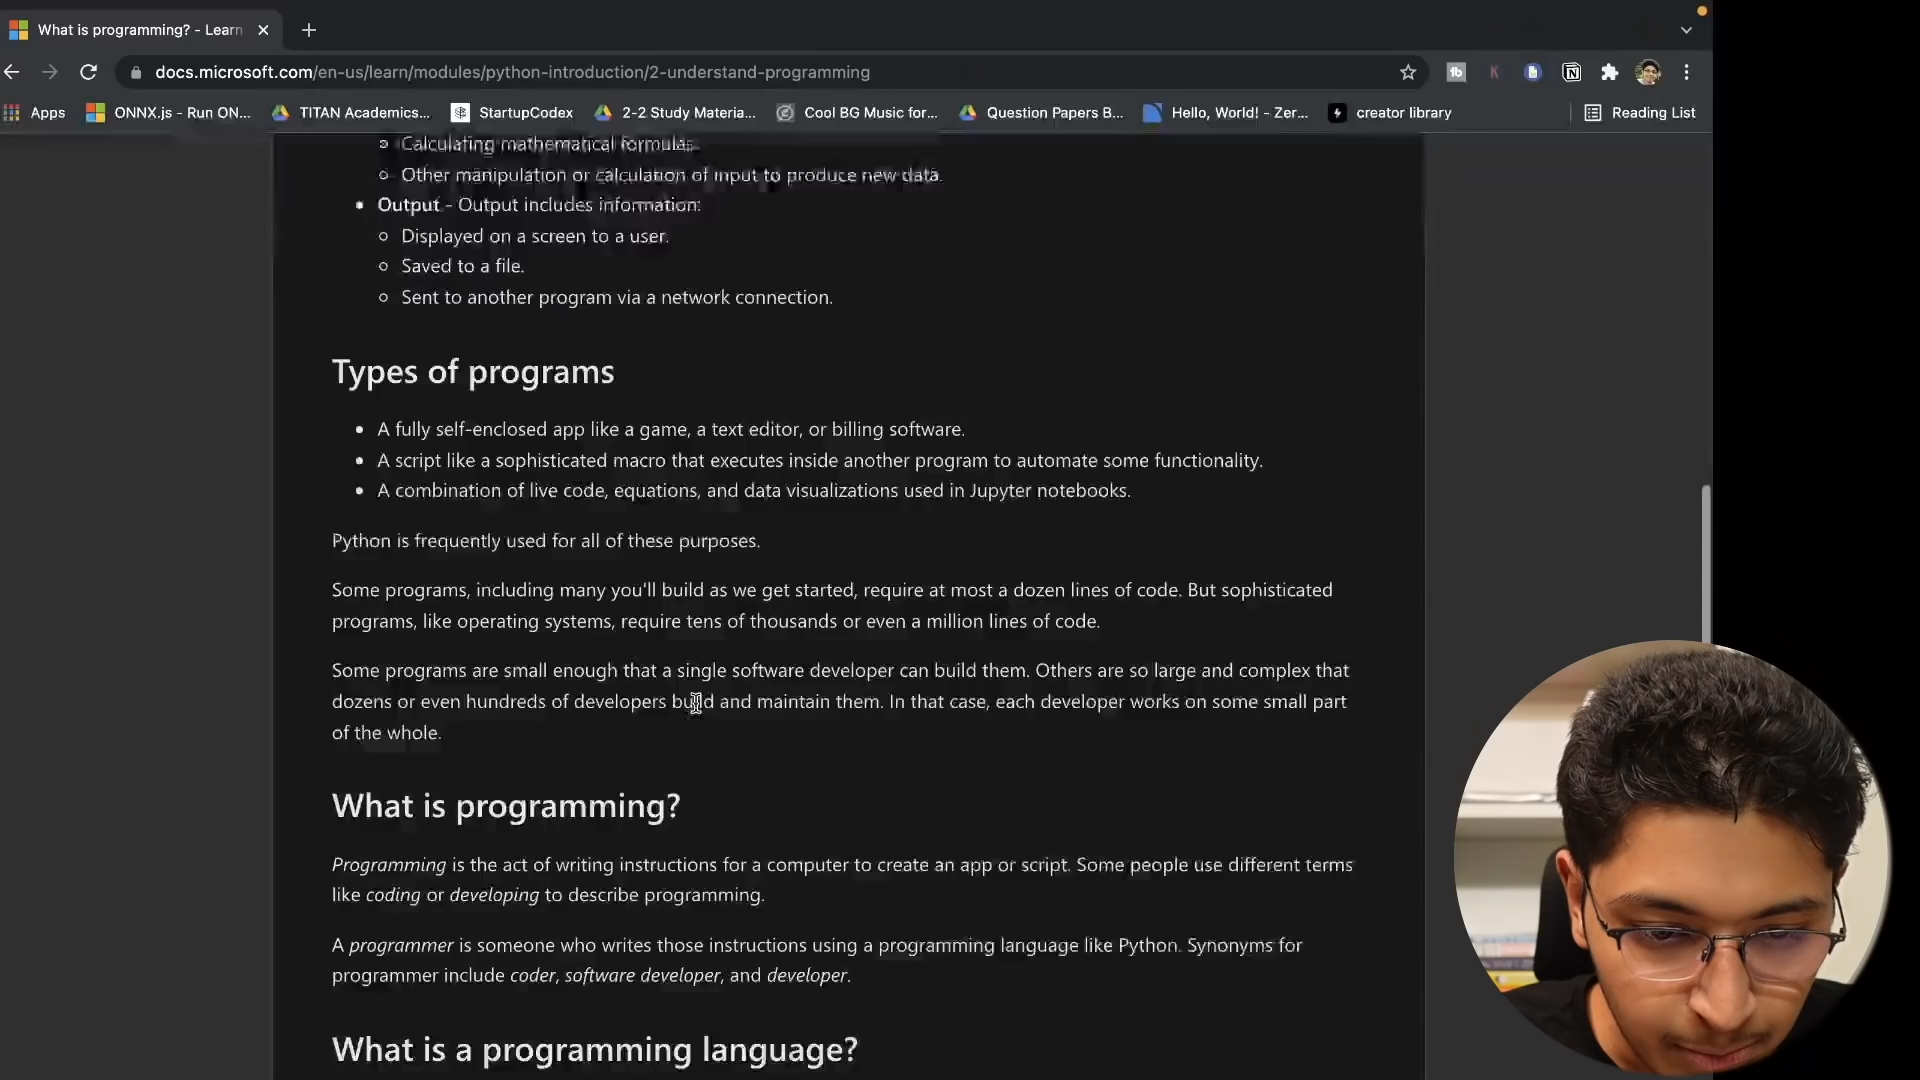 What is programming? - Learn
docs.microsoft.com/en-us/learn/modules/python-introduction/2-understand-programming
Apps ONNX.js - Run ON... TITAN Academics... StartupCodex 2-2 Study Materia... Cool BG Music for... Question Papers B... Hello, World! - Zer... creator library Reading List
Calculating mathematical formulas.
Other manipulation or calculation of input to produce new data.
Output - Output includes information:
Displayed on a screen to a user.
Saved to a file.
Sent to another program via a network connection.
Types of programs
A fully self-enclosed app like a game, a text editor, or billing software.
A script like a sophisticated macro that executes inside another program to automate some functionality.
A combination of live code, equations, and data visualizations used in Jupyter notebooks.
Python is frequently used for all of these purposes.
Some programs, including many you'll build as we get started, require at most a dozen lines of code. But sophisticated
programs, like operating systems, require tens of thousands or even a million lines of code.
Some programs are small enough that a single software developer can build them. Others are so large and complex that
dozens or even hundreds of developers build and maintain them. In that case, each developer works on some small part
of the whole.
What is programming?
Programming is the act of writing instructions for a computer to create an app or script. Some people use different terms
like coding or developing to describe programming.
A programmer is someone who writes those instructions using a programming language like Python. Synonyms for
programmer include coder, software developer, and developer.
What is a programming language?